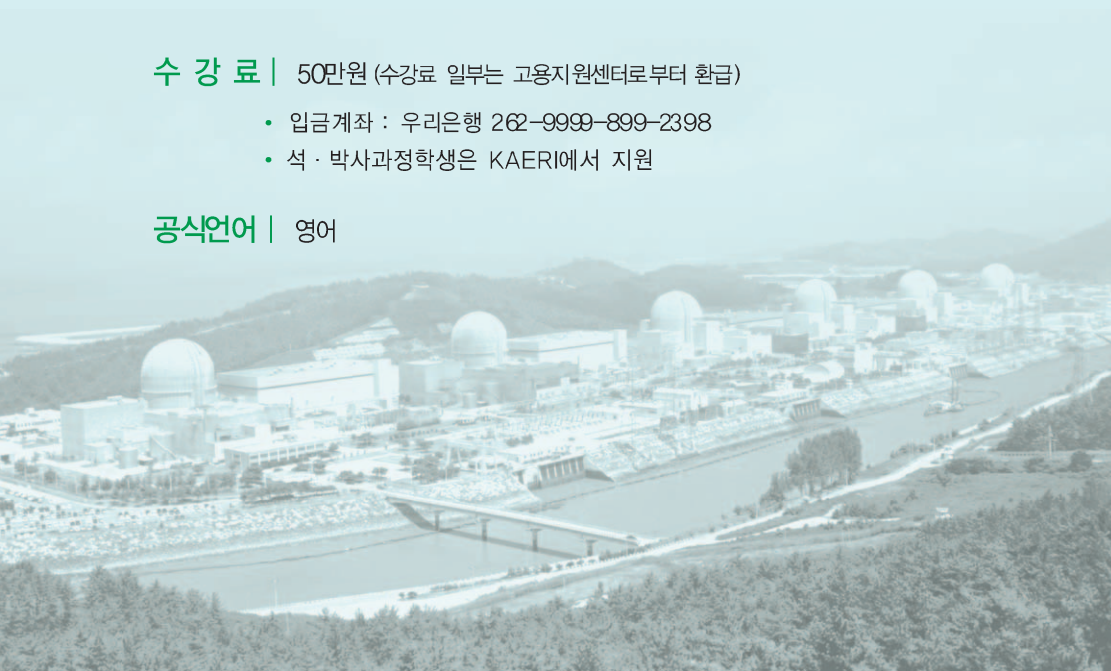 수 강 료 | 50만원 (수강료 일부는 고용지원센터로부터 환급)
• 입금계좌 : 우리은행 262-9999-899-2398
• 석·박사과정학생은 KAERI에서 지원
공식언어 | 영어